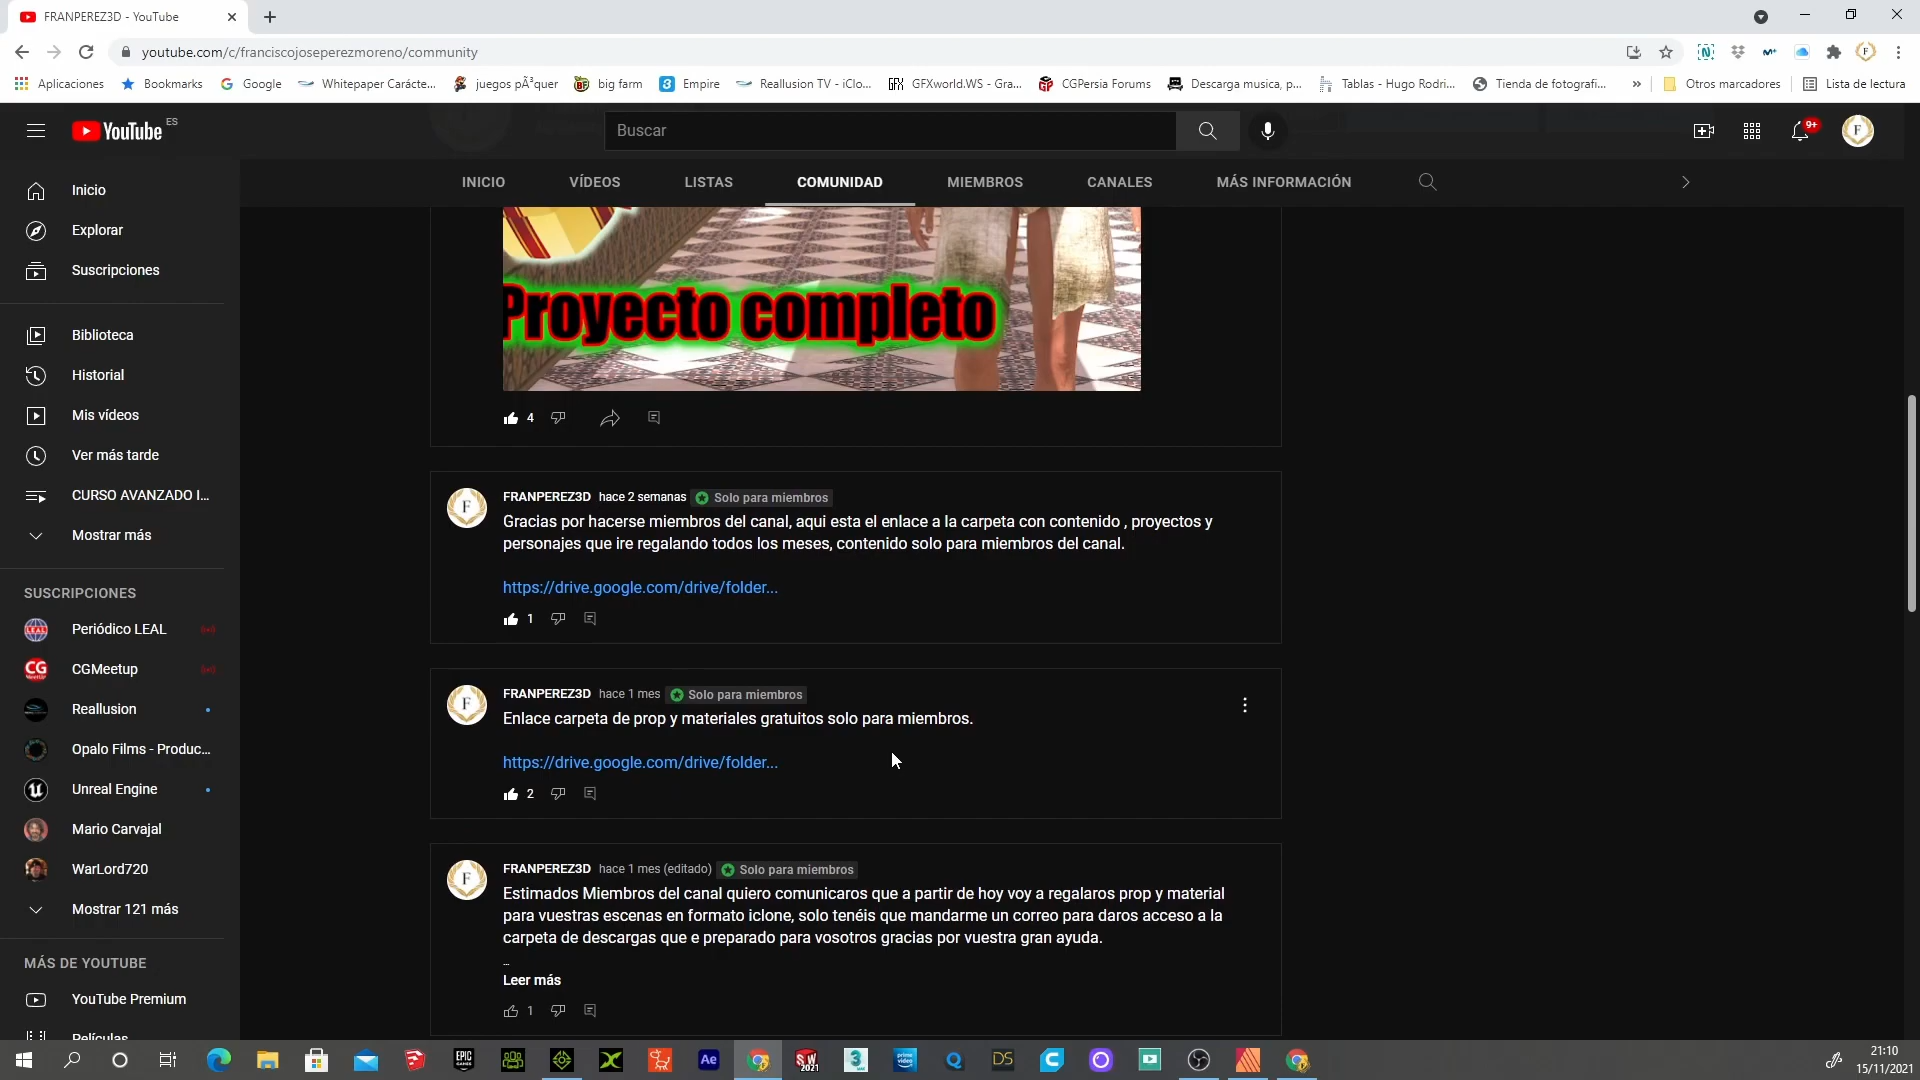 FRANPEREZ3D - YouTube
youtube.com/c/franciscojoseperezmoreno/community
Aplicaciones
Bookmarks
Google
Whitepaper Carácte...
juegos pÃ³quer
big farm
Empire
Reallusion TV - iClo...
GFXworld.WS - Gra...
CGPersia Forums
Descarga musica, p...
Tablas - Hugo Rodri...
Tienda de fotografi...
»
Otros marcadores
Lista de lectura
YouTube ES
Buscar
9+
F
INICIO
VÍDEOS
LISTAS
COMUNIDAD
MIEMBROS
CANALES
MÁS INFORMACIÓN
Inicio
Explorar
Suscripciones
Biblioteca
Historial
Mis vídeos
Ver más tarde
CURSO AVANZADO I...
Mostrar más
SUSCRIPCIONES
Periódico LEAL
CGMeetup
Reallusion
Opalo Films - Produc...
Unreal Engine
Mario Carvajal
WarLord720
Mostrar 121 más
MÁS DE YOUTUBE
YouTube Premium
Películas
Proyecto completo
4
FRANPEREZ3D hace 2 semanas Solo para miembros
Gracias por hacerse miembros del canal, aqui esta el enlace a la carpeta con contenido , proyectos y
personajes que ire regalando todos los meses, contenido solo para miembros del canal.
https://drive.google.com/drive/folder...
1
FRANPEREZ3D hace 1 mes Solo para miembros
Enlace carpeta de prop y materiales gratuitos solo para miembros.
https://drive.google.com/drive/folder...
2
FRANPEREZ3D hace 1 mes (editado) Solo para miembros
Estimados Miembros del canal quiero comunicaros que a partir de hoy voy a regalaros prop y material
para vuestras escenas en formato iclone, solo tenéis que mandarme un correo para daros acceso a la
carpeta de descargas que e preparado para vosotros gracias por vuestra gran ayuda.
...
Leer más
1
21:10
15/11/2021